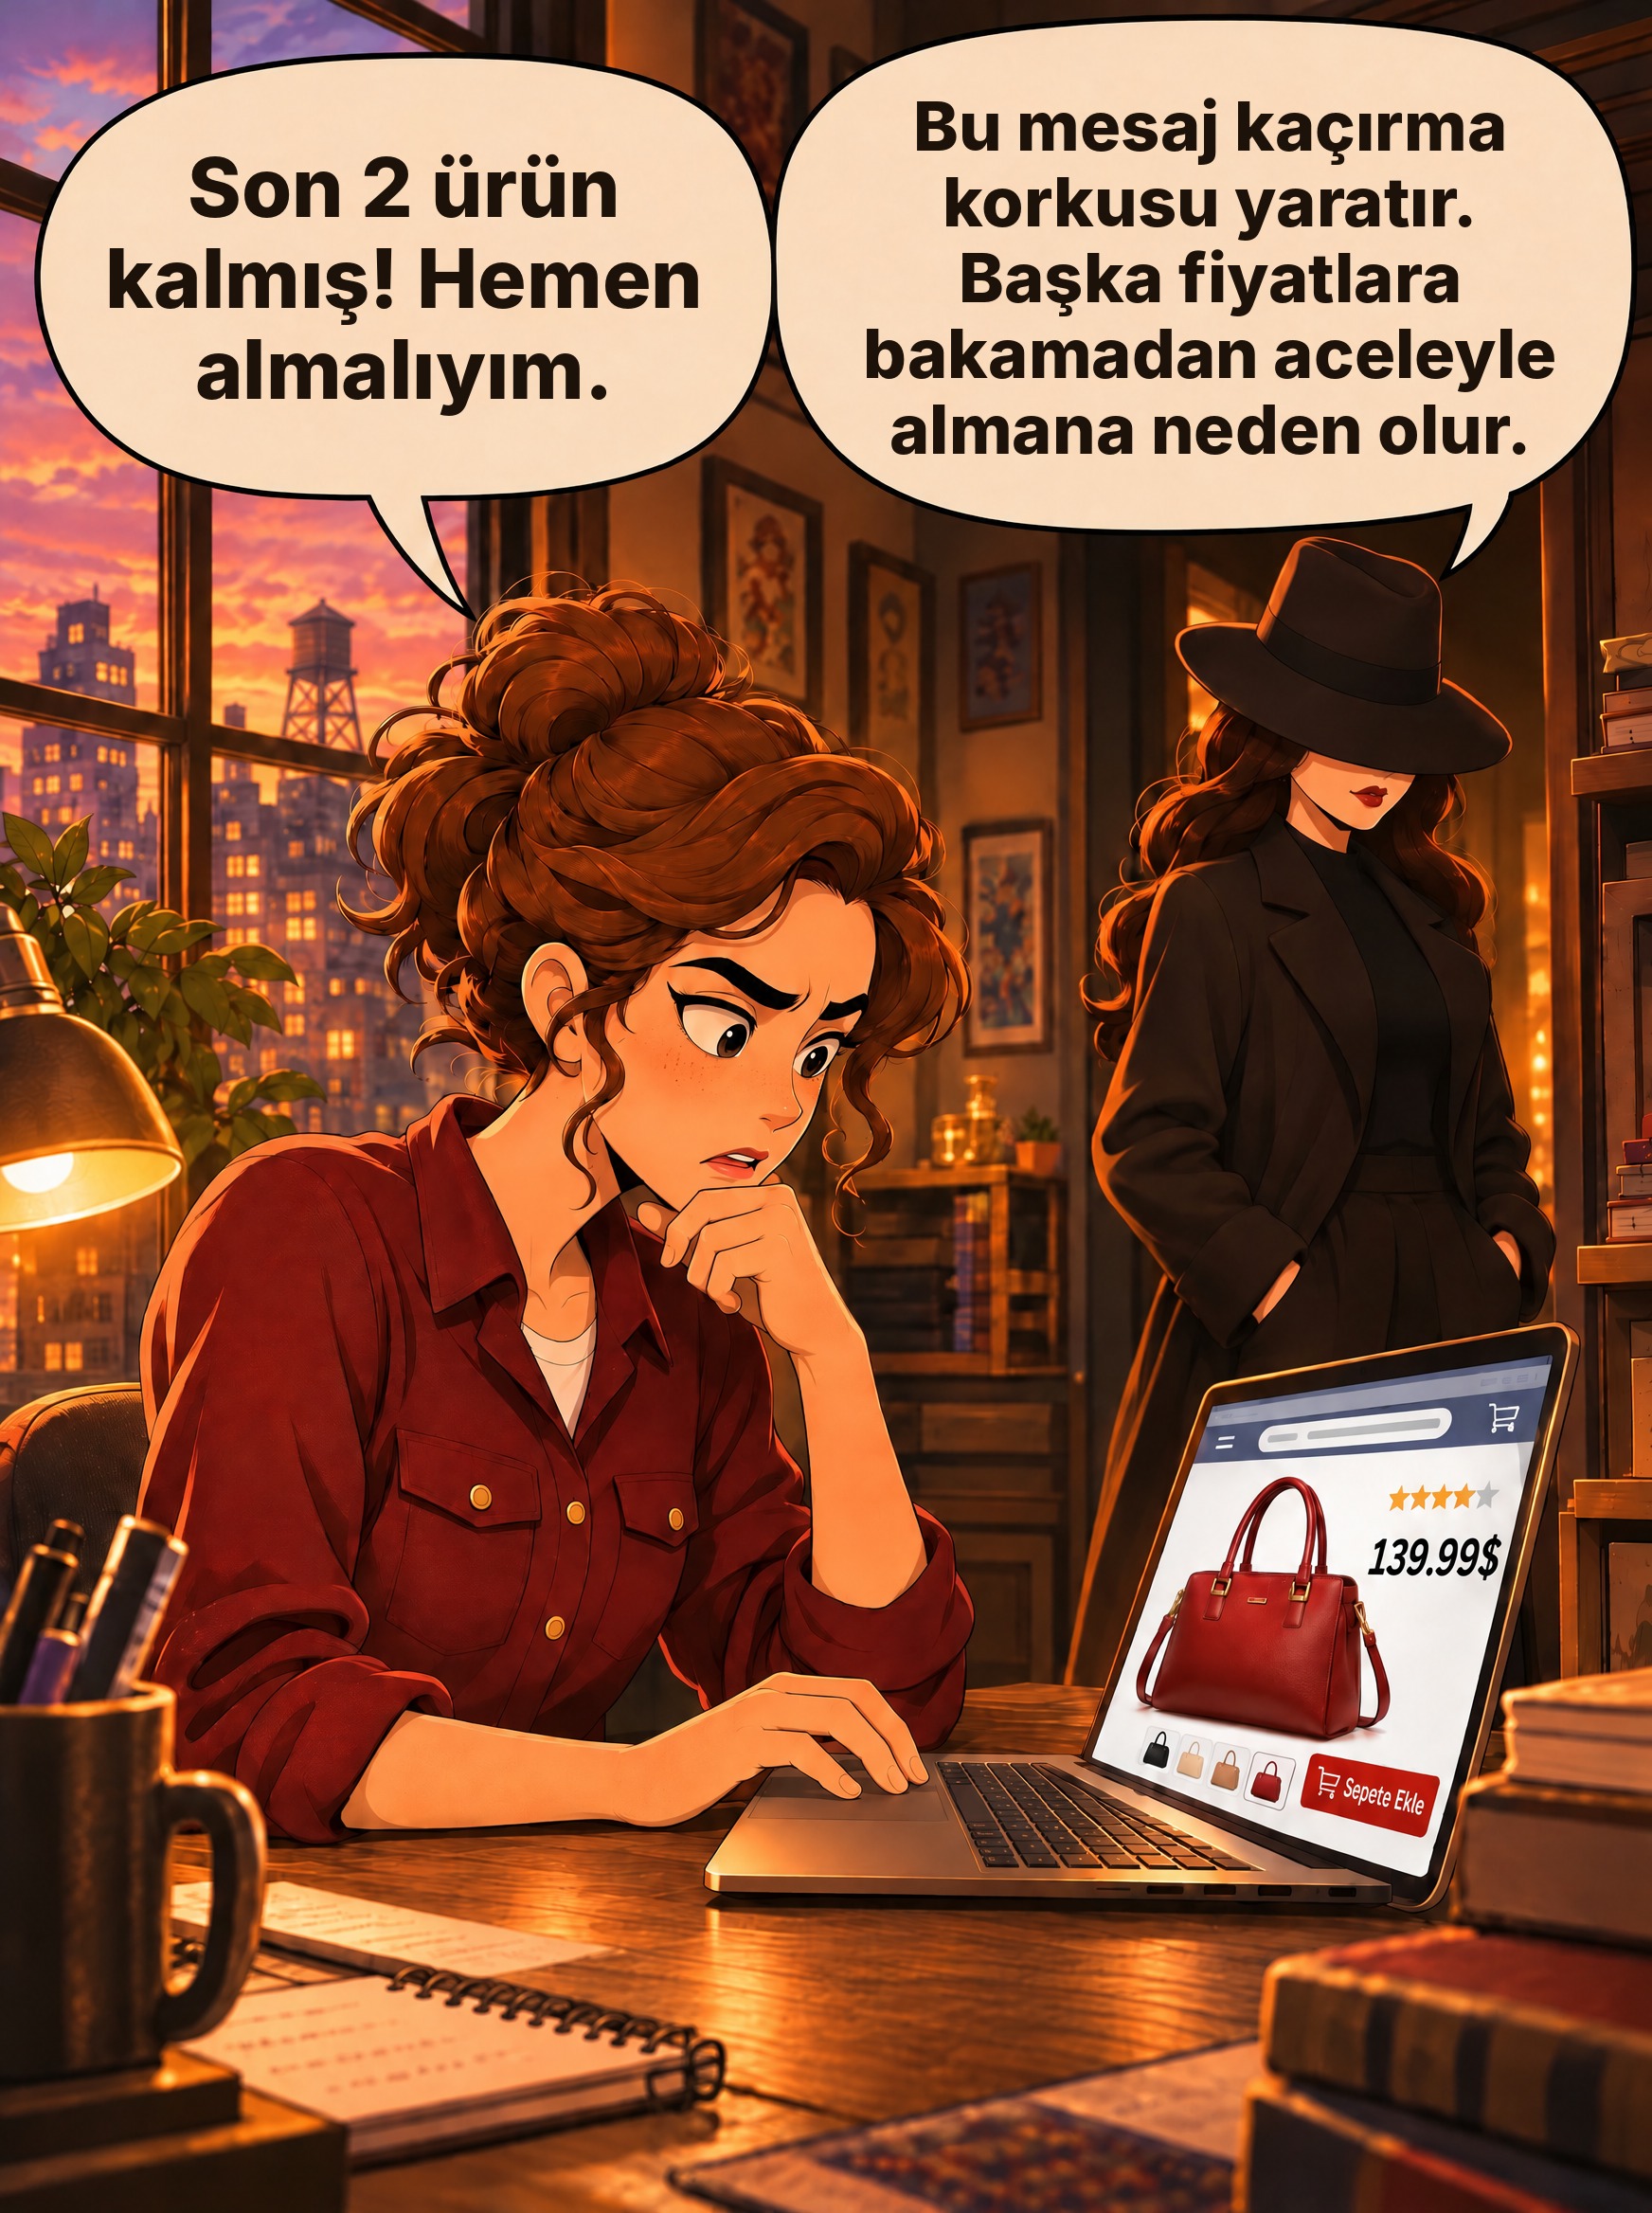 Son 2 ürün
kalmış! Hemen
almalıyım.
Bu mesaj kaçırma
korkusu yaratır.
Başka fiyatlara
bakamadan aceleyle
almana neden olur.
139.99$
Sepete Ekle